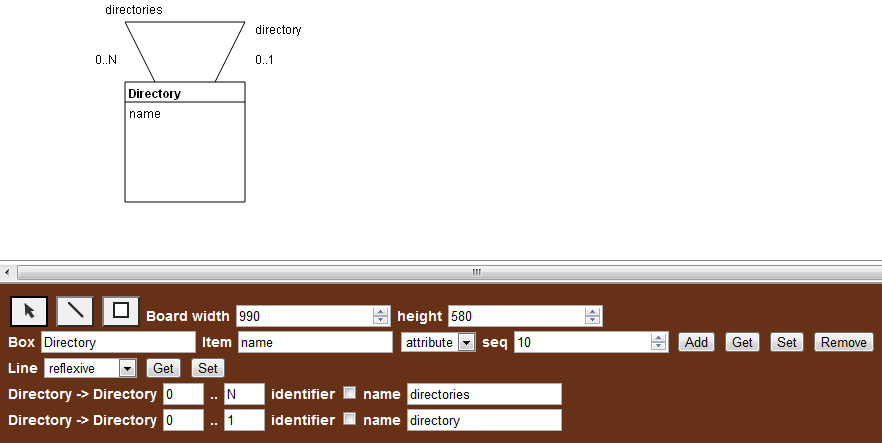 directories
directory
0..N 0..1
Directory
name
Board width 990 height 580
Box Directory Item name attribute seq 10 Add Get Set Remove
Line reflexive Get Set
Directory -> Directory 0 .. N identifier name directories
Directory -> Directory 0 .. 1 identifier name directory